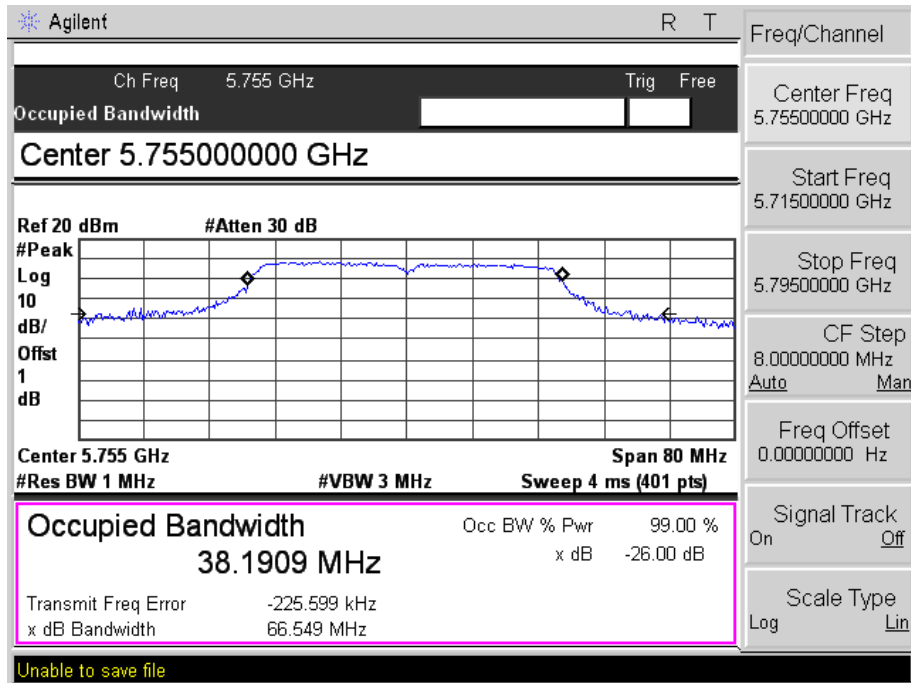 Agilent R T
Ch Freq 5.755 GHz Trig Free
Occupied Bandwidth
Center 5.755000000 GHz
Ref 20 dBm #Atten 30 dB
#Peak
Log
10
dB/
Offst
1
dB
Center 5.755 GHz Span 80 MHz
#Res BW 1 MHz #VBW 3 MHz Sweep 4 ms (401 pts)
Occupied Bandwidth
38.1909 MHz
Occ BW % Pwr 99.00 %
x dB -26.00 dB
Transmit Freq Error -225.599 kHz
x dB Bandwidth 66.549 MHz
Unable to save file
Freq/Channel
Center Freq
5.75500000 GHz
Start Freq
5.71500000 GHz
Stop Freq
5.79500000 GHz
CF Step
8.00000000 MHz
Auto Man
Freq Offset
0.00000000 Hz
Signal Track
On Off
Scale Type
Log Lin